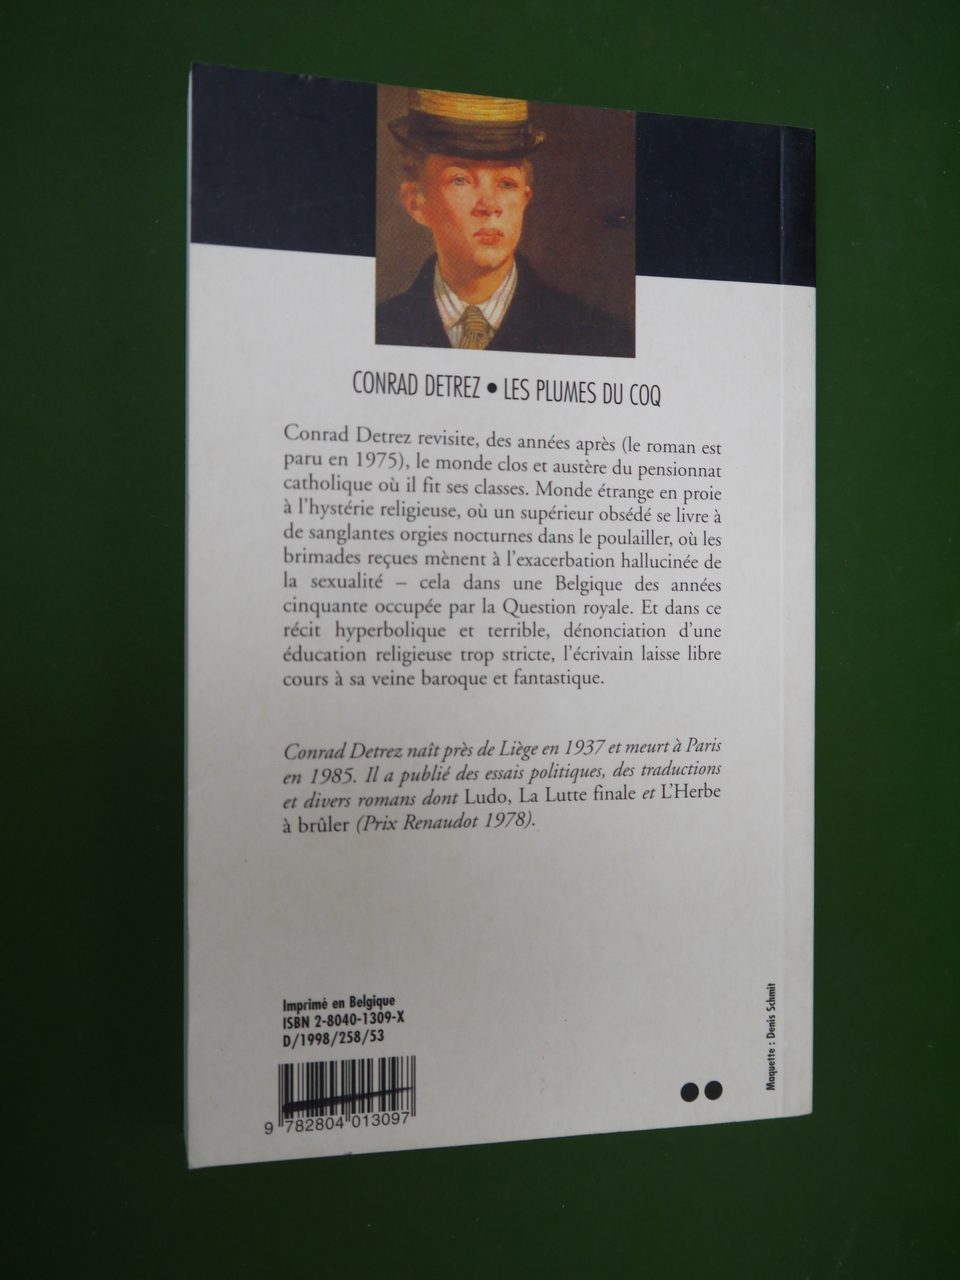 CONRAD DETREZ • LES PLUMES DU COQ
Conrad Detrez revisite, des années après (le roman est
paru en 1975), le monde clos et austère du pensionnat
catholique où il fit ses classes. Monde étrange en proie
à l'hystérie religieuse, où un supérieur obsédé se livre à
de sanglantes orgies nocturnes dans le poulailler, où les
brimades reçues mènent à l'exacerbation hallucinée de
la sexualité – cela dans une Belgique des années
cinquante occupée par la Question royale. Et dans ce
récit hyperbolique et terrible, dénonciation d'une
éducation religieuse trop stricte, l'écrivain laisse libre
cours à sa veine baroque et fantastique.
Conrad Detrez naît près de Liège en 1937 et meurt à Paris
en 1985. Il a publié des essais politiques, des traductions
et divers romans dont Ludo, La Lutte finale et L'Herbe
à brûler (Prix Renaudot 1978).
Imprimé en Belgique
ISBN 2-8040-1309-X
D/1998/258/53
9 782804 013097
Maquette : Denis Schmit